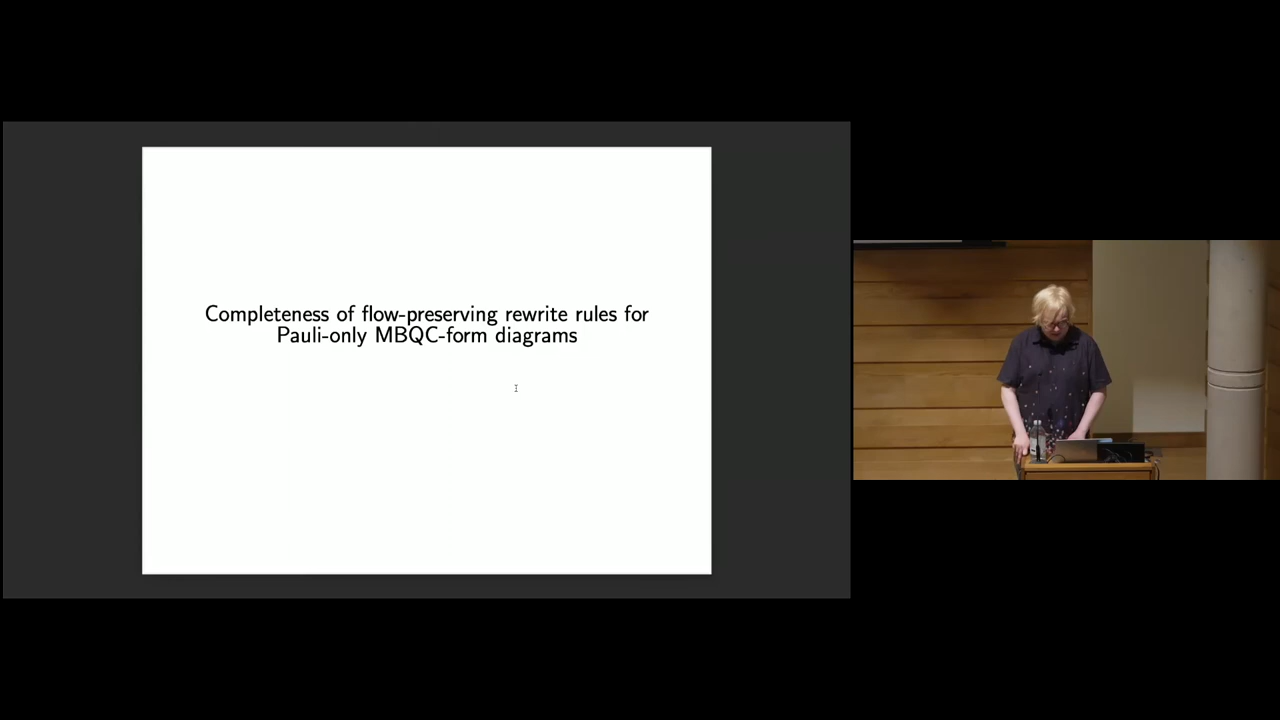 Completeness of flow-preserving rewrite rules for
Pauli-only MBQC-form diagrams